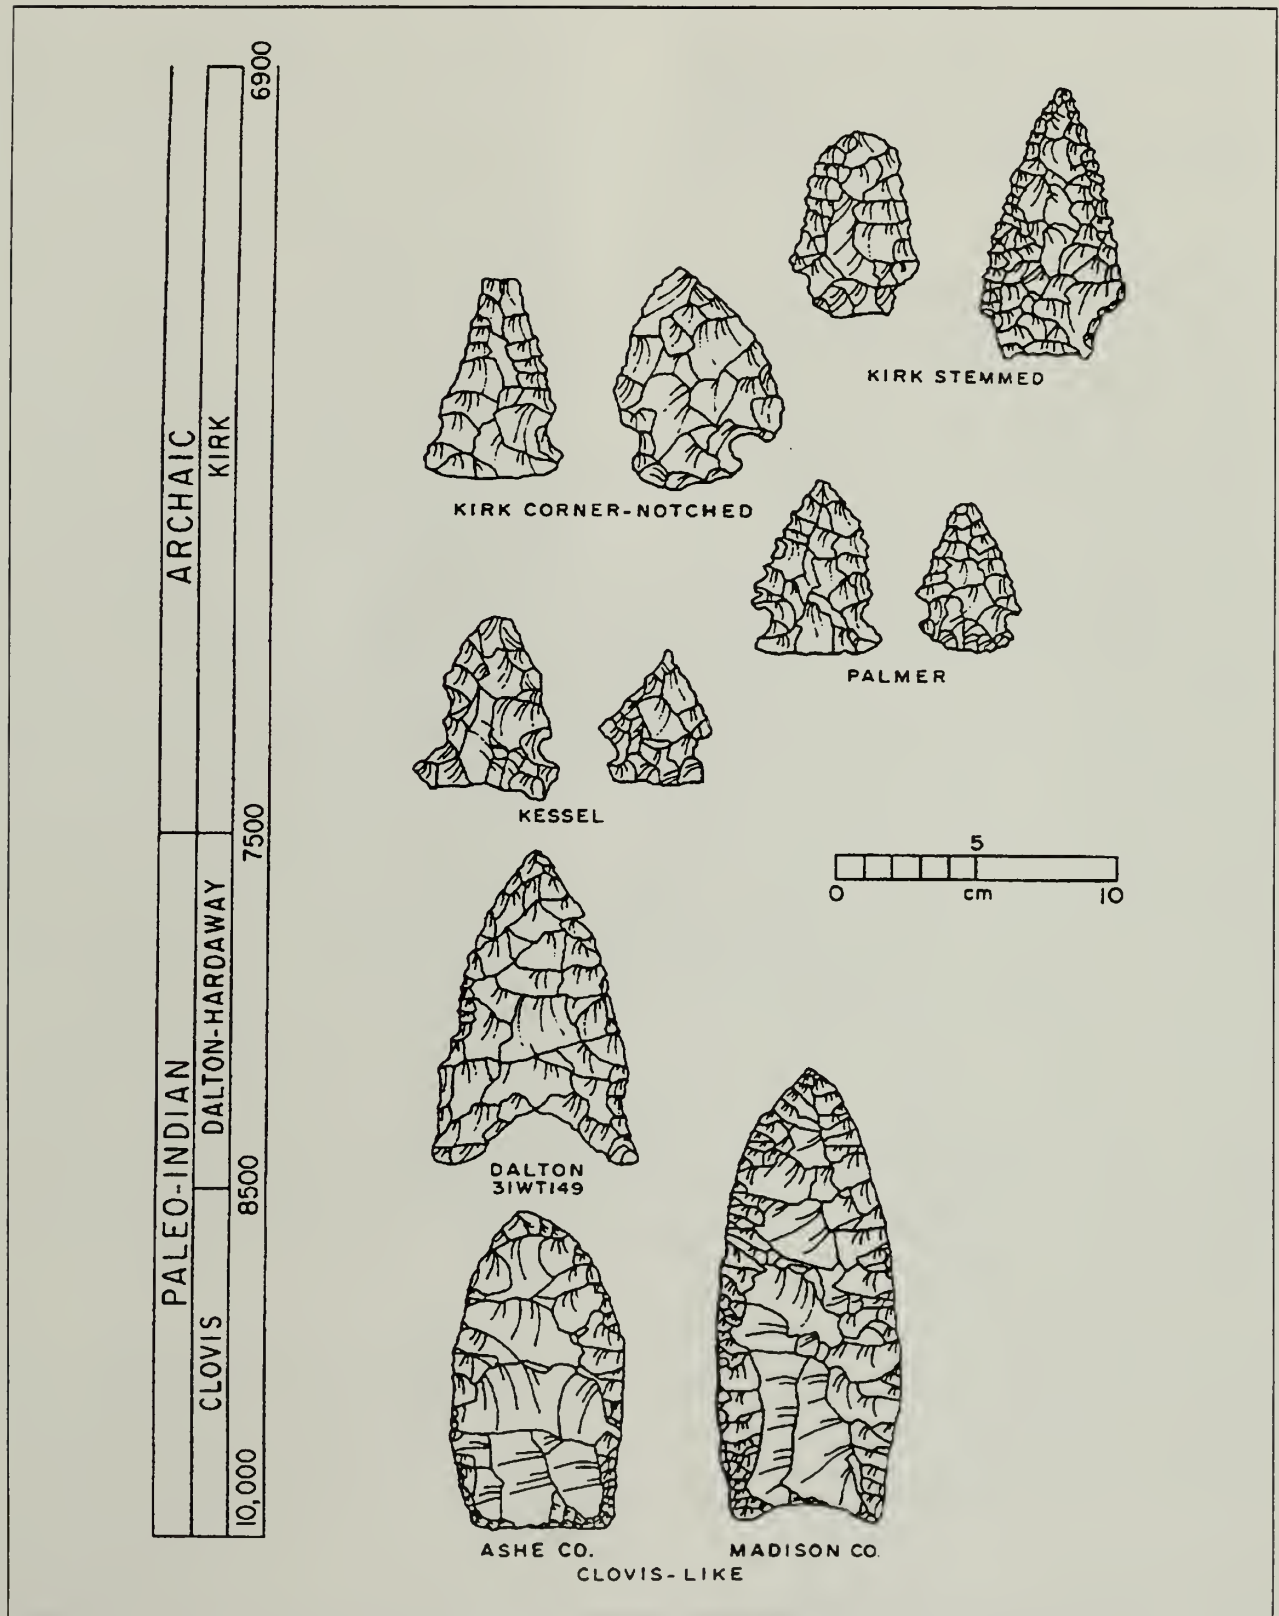 6900
ARCHAIC
KIRK
KIRK STEMMED
KIRK CORNER-NOTCHED
PALMER
KESSEL
7500
5
0 cm 10
PALEO-INDIAN
DALTON-HARDAWAY
DALTON
31WT149
8500
CLOVIS
10,000
ASHE CO. MADISON CO.
CLOVIS-LIKE